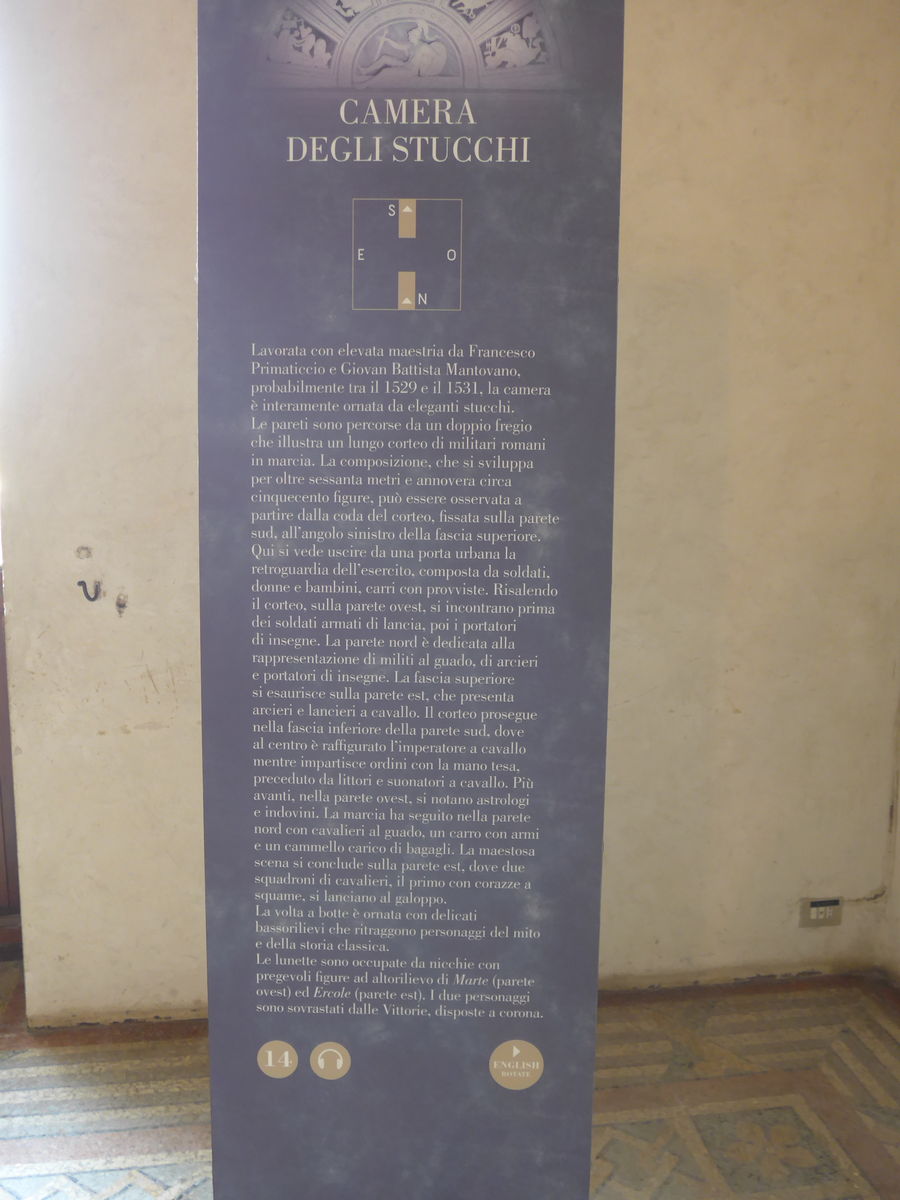 CAMERA
DEGLI STUCCHI
S
E
O
N
Lavorata con elevata maestria da Francesco
Primaticcio e Giovan Battista Mantovano,
probabilmente tra il 1529 e il 1531, la camera
è interamente ornata da eleganti stucchi.
Le pareti sono percorse da un doppio fregio
che illustra un lungo corteo di militari romani
in marcia. La composizione, che si sviluppa
per oltre sessanta metri e annovera circa
cinquecento figure, può essere osservata a
partire dalla coda del corteo, fissata sulla parete
sud, all'angolo sinistro della fascia superiore.
Qui si vede uscire da una porta urbana la
retroguardia dell'esercito, composta da soldati,
donne e bambini, carri con provviste. Risalendo
il corteo, sulla parete ovest, si incontrano prima
dei soldati armati di lancia, poi i portatori
di insegne. La parete nord è dedicata alla
rappresentazione di militi al guado, di arcieri
e portatori di insegne. La fascia superiore
si esaurisce sulla parete est, che presenta
arcieri e lancieri a cavallo. Il corteo prosegue
nella fascia inferiore della parete sud, dove
al centro è raffigurato l'imperatore a cavallo
mentre impartisce ordini con la mano tesa,
preceduto da littori e suonatori a cavallo. Più
avanti, nella parete ovest, si notano astrologi
e indovini. La marcia ha seguito nella parete
nord con cavalieri al guado, un carro con armi
e un cammello carico di bagagli. La maestosa
scena si conclude sulla parete est, dove due
squadroni di cavalieri, il primo con corazze a
squame, si lanciano al galoppo.
La volta a botte è ornata con delicati
bassorilievi che ritraggono personaggi del mito
e della storia classica.
Le lunette sono occupate da nicchie con
pregevoli figure ad altorilievo di Marte (parete
ovest) ed Ercole (parete est). I due personaggi
sono sovrastati dalle Vittorie, disposte a corona.
14
ENGLISH
ROTATE